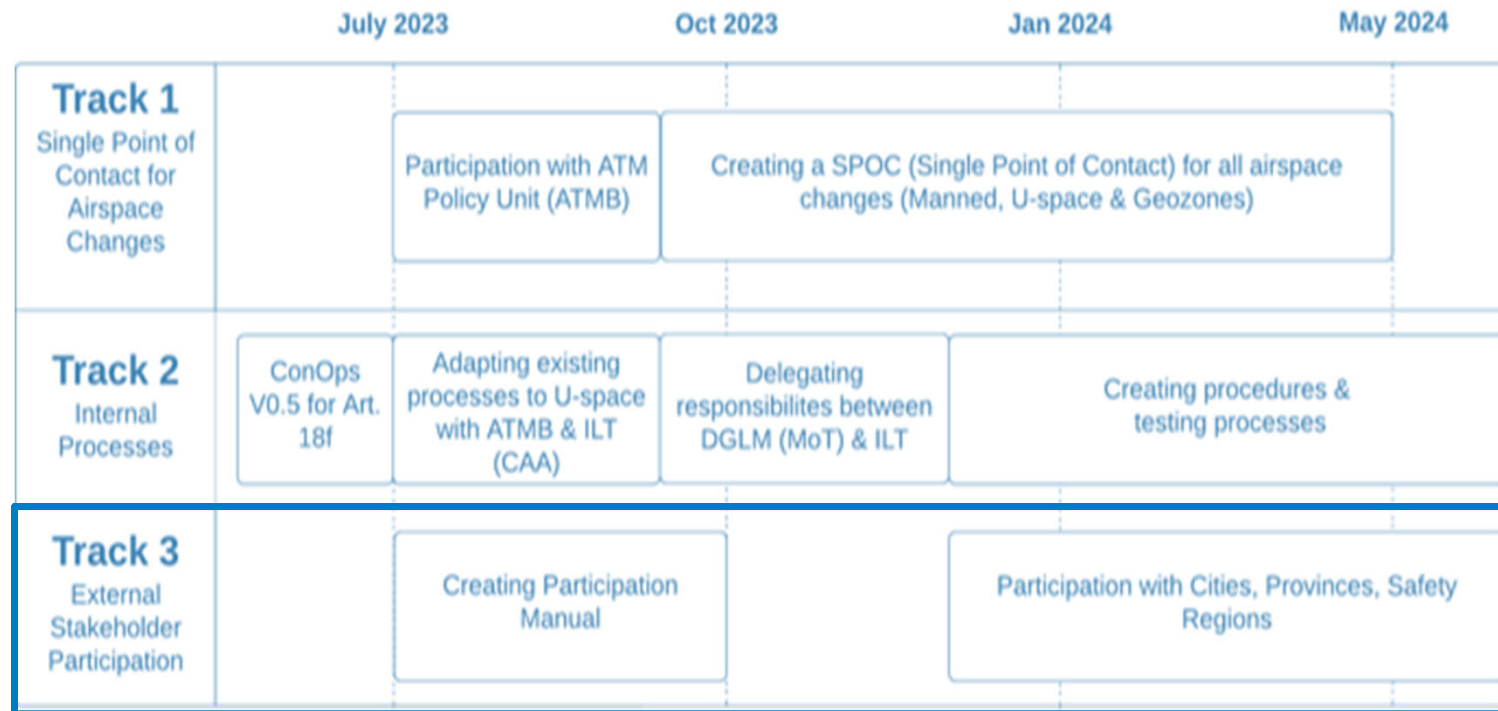 July 2023
Oct 2023
Jan 2024
May 2024
Track 1
Single Point of
Contact for
Airspace
Changes
Participation with ATM
Policy Unit (ATMB)
Creating a SPOC (Single Point of Contact) for all airspace
changes (Manned, U-space & Geozones)
Track 2
Internal
Processes
ConOps
V0.5 for Art.
18f
Adapting existing
processes to U-space
with ATMB & ILT
(CAA)
Delegating
responsibilites between
DGLM (MoT) & ILT
Creating procedures &
testing processes
Track 3
External
Stakeholder
Participation
Creating Participation
Manual
Participation with Cities, Provinces, Safety
Regions